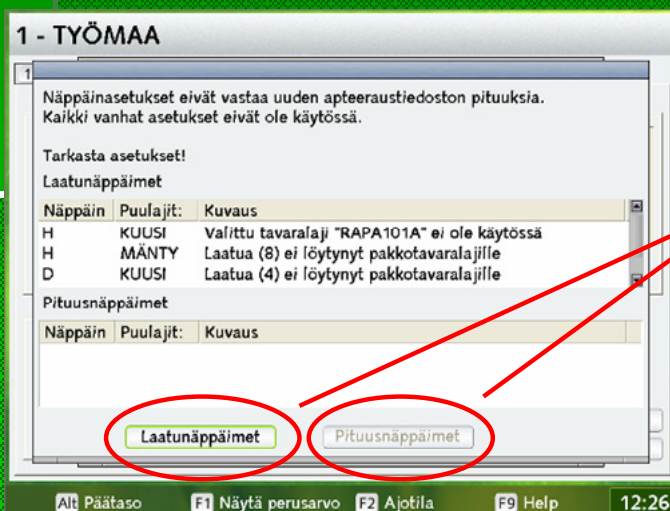 1 - TYÖMAA
1
Näppäinasetukset eivät vastaa uuden apteeraustiedoston pituuksia.
Kaikki vanhat asetukset eivät ole käytössä.
Tarkasta asetukset!
Laatunäppäimet
Näppäin Puulajit: Kuvaus
H KUUSI Valittu tavaralaji "RAPA101A" ei ole käytössä
H MÄNTY Laatua (8) ei löytynyt pakkotavaralajille
D KUUSI Laatua (4) ei löytynyt pakkotavaralajille
Pituusnäppäimet
Näppäin Puulajit: Kuvaus
Laatunäppäimet Pituusnäppäimet
Alt Päätaso F1 Näytä perusarvo F2 Ajotila F9 Help 12:26